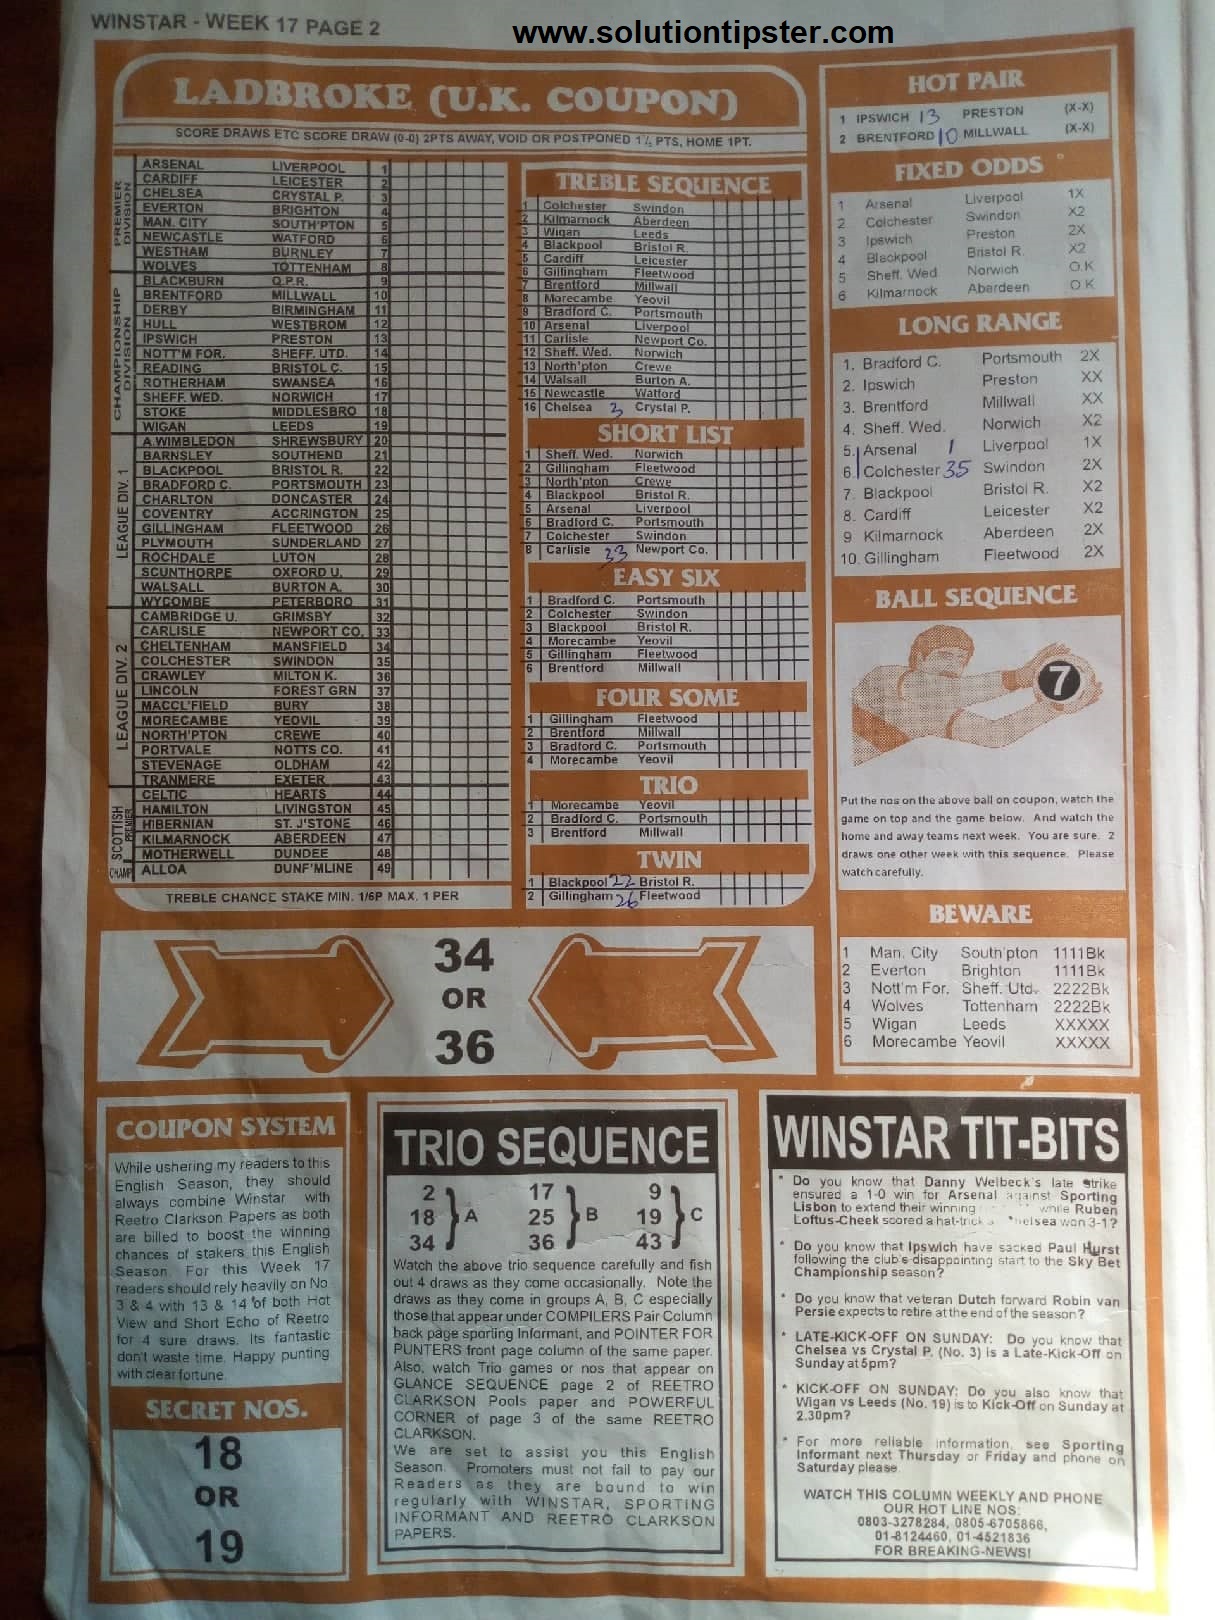 WINSTAR - WEEK 17 PAGE 2
www.solutiontipster.com
LADBROKE (U.K. COUPON)
SCORE DRAWS ETC SCORE DRAW (0-0) 2PTS AWAY, VOID OR POSTPONED 1½ PTS, HOME 1PT.
PREMIER DIVISION
ARSENAL LIVERPOOL 1
CARDIFF LEICESTER 2
CHELSEA CRYSTAL P. 3
EVERTON BRIGHTON 4
MAN. CITY SOUTH'PTON 5
NEWCASTLE WATFORD 6
WESTHAM BURNLEY 7
WOLVES TOTTENHAM 8
CHAMPIONSHIP DIVISION
BLACKBURN Q.P.R. 9
BRENTFORD MILLWALL 10
DERBY BIRMINGHAM 11
HULL WESTBROM 12
IPSWICH PRESTON 13
NOTT'M FOR. SHEFF. UTD. 14
READING BRISTOL C. 15
ROTHERHAM SWANSEA 16
SHEFF. WED. NORWICH 17
STOKE MIDDLESBRO 18
WIGAN LEEDS 19
LEAGUE DIV. 1
A.WIMBLEDON SHREWSBURY 20
BARNSLEY SOUTHEND 21
BLACKPOOL BRISTOL R. 22
BRADFORD C. PORTSMOUTH 23
CHARLTON DONCASTER 24
COVENTRY ACCRINGTON 25
GILLINGHAM FLEETWOOD 26
PLYMOUTH SUNDERLAND 27
ROCHDALE LUTON 28
SCUNTHORPE OXFORD U. 29
WALSALL BURTON A. 30
WYCOMBE PETERBORO 31
LEAGUE DIV. 2
CAMBRIDGE U. GRIMSBY 32
CARLISLE NEWPORT CO. 33
CHELTENHAM MANSFIELD 34
COLCHESTER SWINDON 35
CRAWLEY MILTON K. 36
LINCOLN FOREST GRN 37
MACCL'FIELD BURY 38
MORECAMBE YEOVIL 39
NORTH'PTON CREWE 40
PORTVALE NOTTS CO. 41
STEVENAGE OLDHAM 42
TRANMERE EXETER 43
SCOTTISH PREMIER
CELTIC HEARTS 44
HAMILTON LIVINGSTON 45
HIBERNIAN ST. J'STONE 46
KILMARNOCK ABERDEEN 47
MOTHERWELL DUNDEE 48
CHAMP
ALLOA DUNF'MLINE 49
TREBLE CHANCE STAKE MIN. 1/6P MAX. 1 PER
TREBLE SEQUENCE
1 Colchester Swindon
2 Kilmarnock Aberdeen
3 Wigan Leeds
4 Blackpool Bristol R.
5 Cardiff Leicester
6 Gillingham Fleetwood
7 Brentford Millwall
8 Morecambe Yeovil
9 Bradford C. Portsmouth
10 Arsenal Liverpool
11 Carlisle Newport Co.
12 Sheff. Wed. Norwich
13 North'pton Crewe
14 Walsall Burton A.
15 Newcastle Watford
16 Chelsea 3 Crystal P.
SHORT LIST
1 Sheff. Wed. Norwich
2 Gillingham Fleetwood
3 North'pton Crewe
4 Blackpool Bristol R.
5 Arsenal Liverpool
6 Bradford C. Portsmouth
7 Colchester Swindon
8 Carlisle 33 Newport Co.
EASY SIX
1 Bradford C. Portsmouth
2 Colchester Swindon
3 Blackpool Bristol R.
4 Morecambe Yeovil
5 Gillingham Fleetwood
6 Brentford Millwall
FOUR SOME
1 Gillingham Fleetwood
2 Brentford Millwall
3 Bradford C. Portsmouth
4 Morecambe Yeovil
TRIO
1 Morecambe Yeovil
2 Bradford C. Portsmouth
3 Brentford Millwall
TWIN
1 Blackpool 22 Bristol R.
2 Gillingham 26 Fleetwood
HOT PAIR
1 IPSWICH 13 PRESTON (X-X)
2 BRENTFORD 10 MILLWALL (X-X)
FIXED ODDS
1 Arsenal Liverpool 1X
2 Colchester Swindon X2
3 Ipswich Preston 2X
4 Blackpool Bristol R. X2
5 Sheff. Wed Norwich O.K
6 Kilmarnock Aberdeen O K
LONG RANGE
1. Bradford C. Portsmouth 2X
2. Ipswich Preston XX
3. Brentford Millwall XX
4. Sheff. Wed. Norwich X2
5. Arsenal 1 Liverpool 1X
6 Colchester 35 Swindon 2X
7. Blackpool Bristol R. X2
8. Cardiff Leicester X2
9 Kilmarnock Aberdeen 2X
10. Gillingham Fleetwood 2X
BALL SEQUENCE
7
Put the nos on the above ball on coupon, watch the
game on top and the game below. And watch the
home and away teams next week. You are sure. 2
draws one other week with this sequence. Please
watch carefully.
BEWARE
1 Man. City South'pton 1111Bk
2 Everton Brighton 1111Bk
3 Nott'm For. Sheff. Utd. 2222Bk
4 Wolves Tottenham 2222Bk
5 Wigan Leeds XXXXX
6 Morecambe Yeovil XXXXX
34
OR
36
COUPON SYSTEM
While ushering my readers to this
English Season, they should
always combine Winstar with
Reetro Clarkson Papers as both
are billed to boost the winning
chances of stakers this English
Season. For this Week 17
readers should rely heavily on No
3 & 4 with 13 & 14 of both Hot
View and Short Echo of Reetro
for 4 sure draws. Its fantastic
don't waste time. Happy punting
with clear fortune.
SECRET NOS.
18
OR
19
TRIO SEQUENCE
2 17 9
18 A 25 B 19 C
34 36 43
Watch the above trio sequence carefully and fish
out 4 draws as they come occasionally. Note the
draws as they come in groups A, B, C especially
those that appear under COMPILERS Pair Column
back page sporting Informant, and POINTER FOR
PUNTERS front page column of the same paper.
Also, watch Trio games or nos that appear on
GLANCE SEQUENCE page 2 of REETRO
CLARKSON Pools paper and POWERFUL
CORNER of page 3 of the same REETRO
CLARKSON.
We are set to assist you this English
Season. Promoters must not fail to pay our
Readers as they are bound to win
regularly with WINSTAR, SPORTING
INFORMANT AND REETRO CLARKSON
PAPERS.
WINSTAR TIT-BITS
* Do you know that Danny Welbeck's late strike
ensured a 1-0 win for Arsenal against Sporting
Lisbon to extend their winning while Ruben
Loftus-Cheek scored a hat-trick won 3-1?
* Do you know that Ipswich have sacked Paul Hurst
following the club's disappointing start to the Sky Bet
Championship season?
* Do you know that veteran Dutch forward Robin van
Persie expects to retire at the end of the season?
* LATE-KICK-OFF ON SUNDAY: Do you know that
Chelsea vs Crystal P. (No. 3) is a Late-Kick-Off on
Sunday at 5pm?
* KICK-OFF ON SUNDAY: Do you also know that
Wigan vs Leeds (No. 19) is to Kick-Off on Sunday at
2.30pm?
* For more reliable information, see Sporting
Informant next Thursday or Friday and phone on
Saturday please.
WATCH THIS COLUMN WEEKLY AND PHONE
OUR HOT LINE NOS:
0803-3278284, 0805-6705866,
01-8124460, 01-4521836
FOR BREAKING-NEWS!